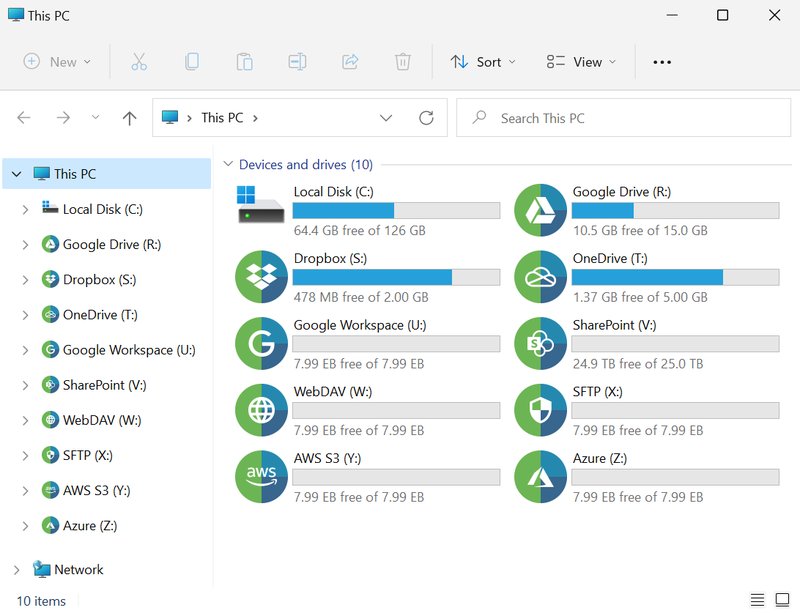 This PC
New
Sort
View
This PC
Search This PC
This PC
Local Disk (C:)
Google Drive (R:)
Dropbox (S:)
OneDrive (T:)
Google Workspace (U:)
SharePoint (V:)
WebDAV (W:)
SFTP (X:)
AWS S3 (Y:)
Azure (Z:)
Network
Devices and drives (10)
Local Disk (C:)
64.4 GB free of 126 GB
Google Drive (R:)
10.5 GB free of 15.0 GB
Dropbox (S:)
478 MB free of 2.00 GB
OneDrive (T:)
1.37 GB free of 5.00 GB
G
Google Workspace (U:)
7.99 EB free of 7.99 EB
S
SharePoint (V:)
24.9 TB free of 25.0 TB
WebDAV (W:)
7.99 EB free of 7.99 EB
SFTP (X:)
7.99 EB free of 7.99 EB
aws
AWS S3 (Y:)
7.99 EB free of 7.99 EB
Azure (Z:)
7.99 EB free of 7.99 EB
10 items